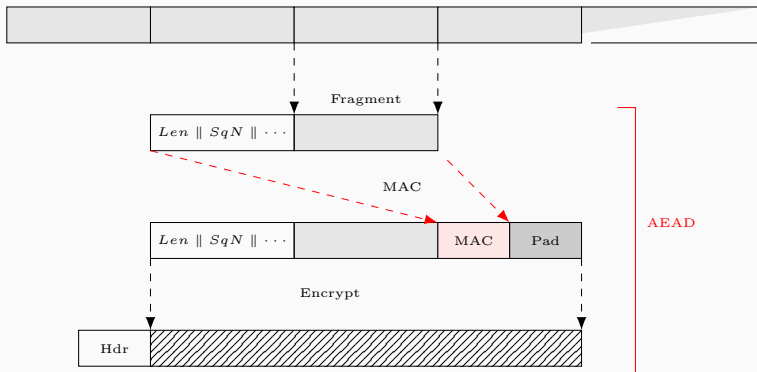 Fragment
Len ∥ SqN ∥ ···
MAC
AEAD
Len ∥ SqN ∥ ··· MAC Pad
Encrypt
Hdr